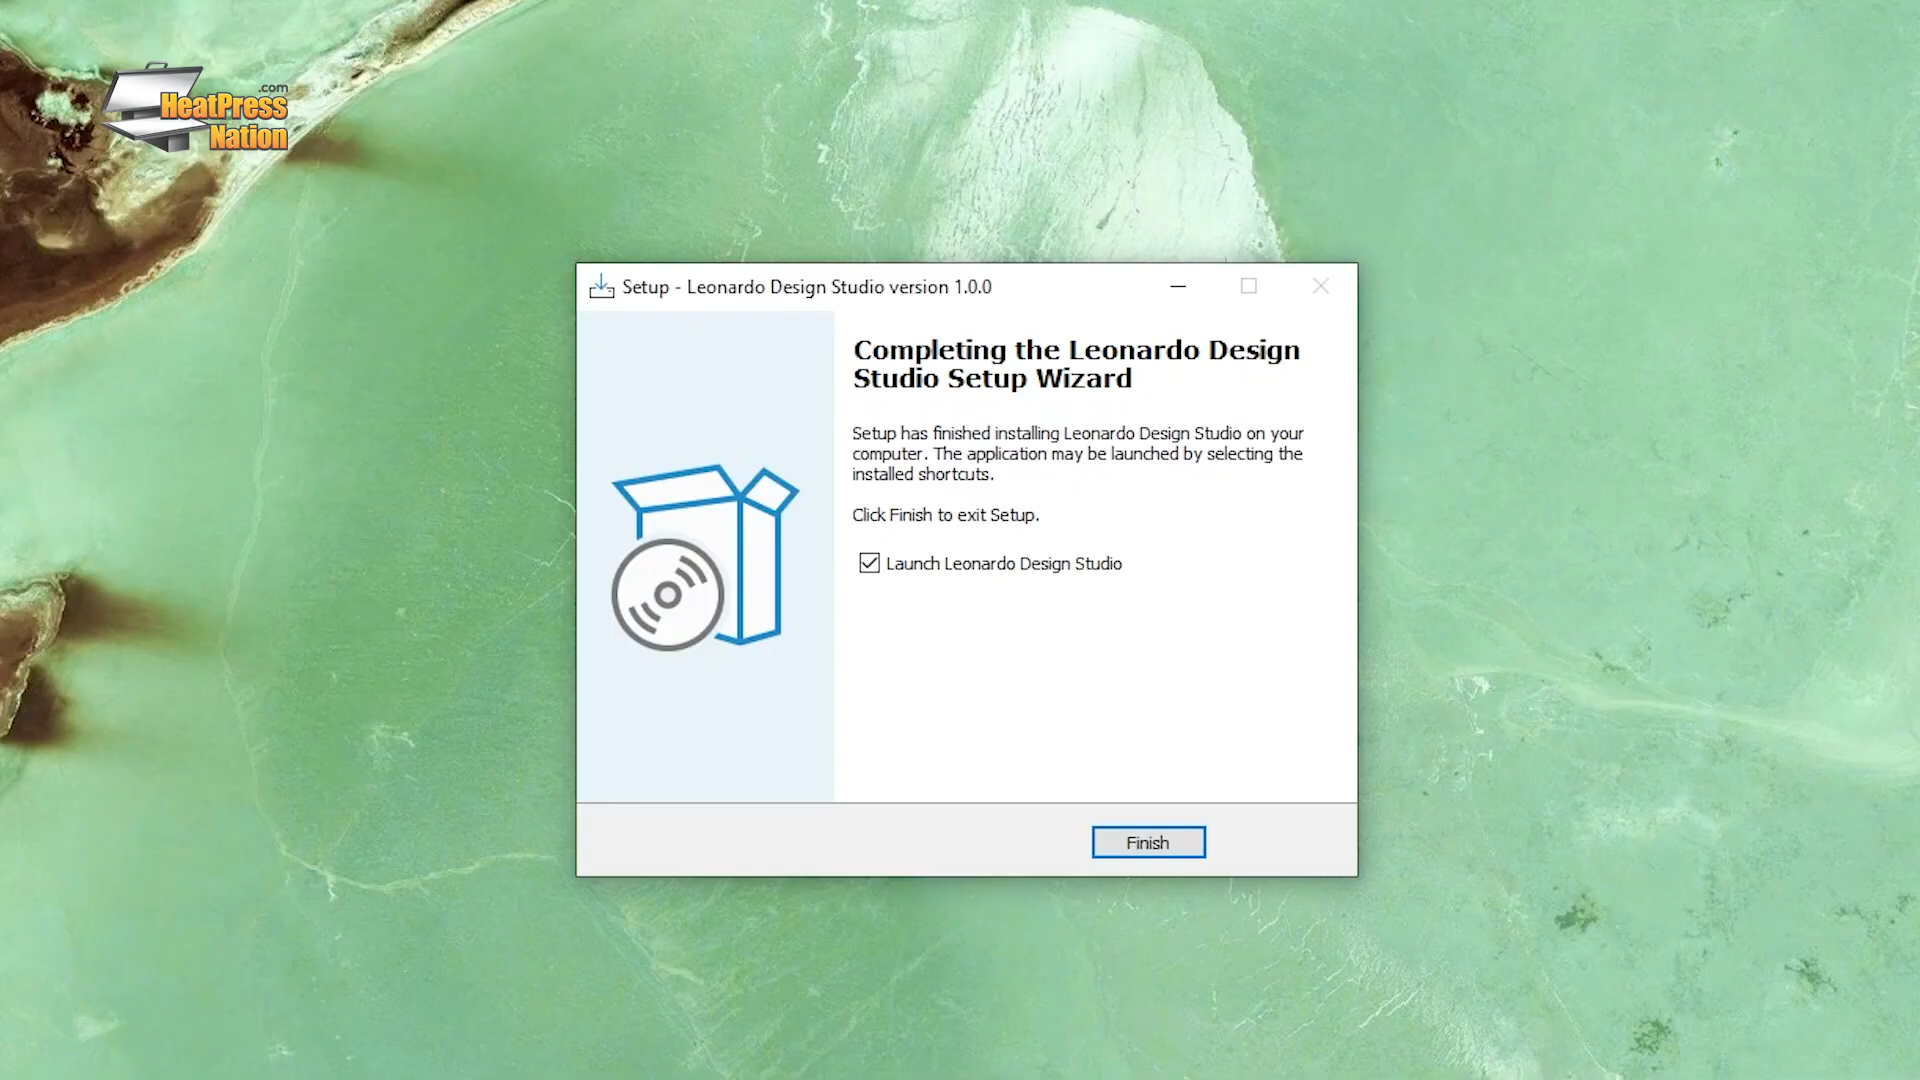 .com
HeatPress
Nation
Setup - Leonardo Design Studio version 1.0.0
Completing the Leonardo Design
Studio Setup Wizard
Setup has finished installing Leonardo Design Studio on your
computer. The application may be launched by selecting the
installed shortcuts.
Click Finish to exit Setup.
Launch Leonardo Design Studio
Finish